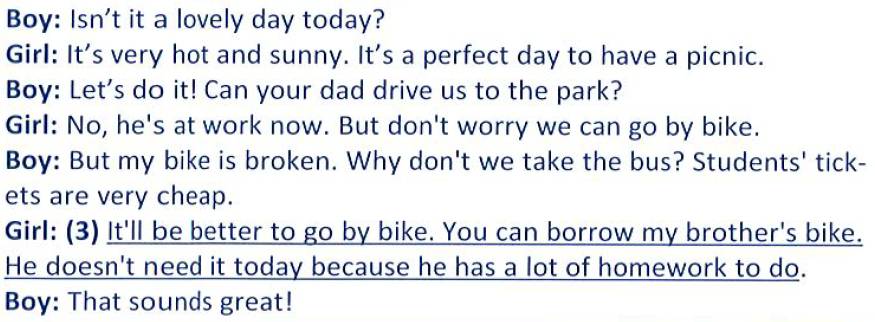 Boy: Isn’t it a lovely day today?
Girl: It’s very hot and sunny. It’s a perfect day to have a picnic.
Boy: Let’s do it! Can your dad drive us to the park?
Girl: No, he's at work now. But don't worry we can go by bike.
Boy: But my bike is broken. Why don't we take the bus? Students' tick-
ets are very cheap.
Girl: (3) It'll be better to go by bike. You can borrow my brother's bike.
He doesn't need it today because he has a lot of homework to do.
Boy: That sounds great!